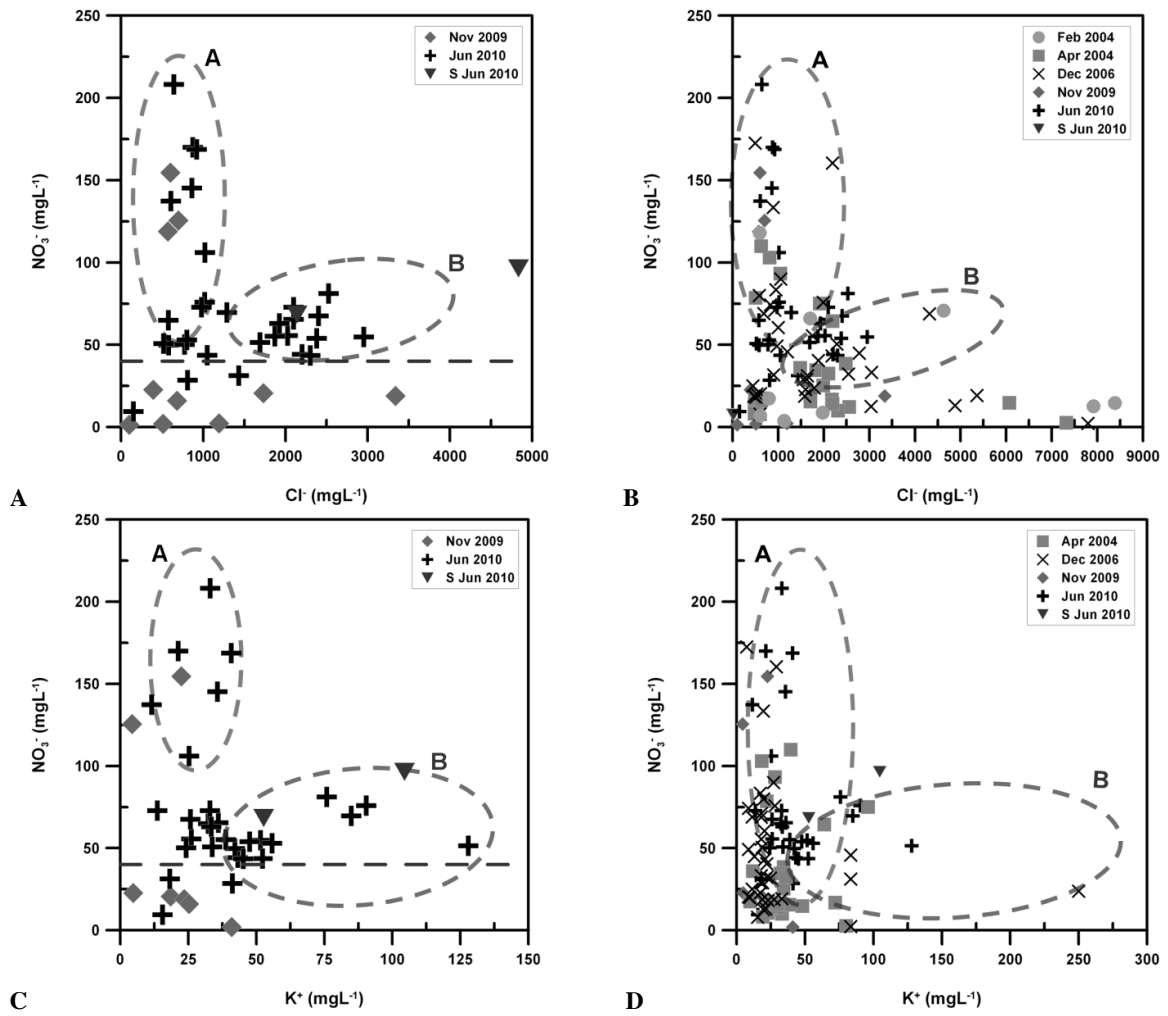 250
200
150
100
50
0
NO₃⁻ (mgL⁻¹)
A
B
Nov 2009
Jun 2010
S Jun 2010
0 1000 2000 3000 4000 5000
Cl⁻ (mgL⁻¹)
A
250
200
150
100
50
0
NO₃⁻ (mgL⁻¹)
A
B
Feb 2004
Apr 2004
Dec 2006
Nov 2009
Jun 2010
S Jun 2010
0 1000 2000 3000 4000 5000 6000 7000 8000 9000
Cl⁻ (mgL⁻¹)
B
250
200
150
100
50
0
NO₃⁻ (mgL⁻¹)
A
B
Nov 2009
Jun 2010
S Jun 2010
0 25 50 75 100 125 150
K⁺ (mgL⁻¹)
C
250
200
150
100
50
0
NO₃⁻ (mgL⁻¹)
A
B
Apr 2004
Dec 2006
Nov 2009
Jun 2010
S Jun 2010
0 50 100 150 200 250 300
K⁺ (mgL⁻¹)
D